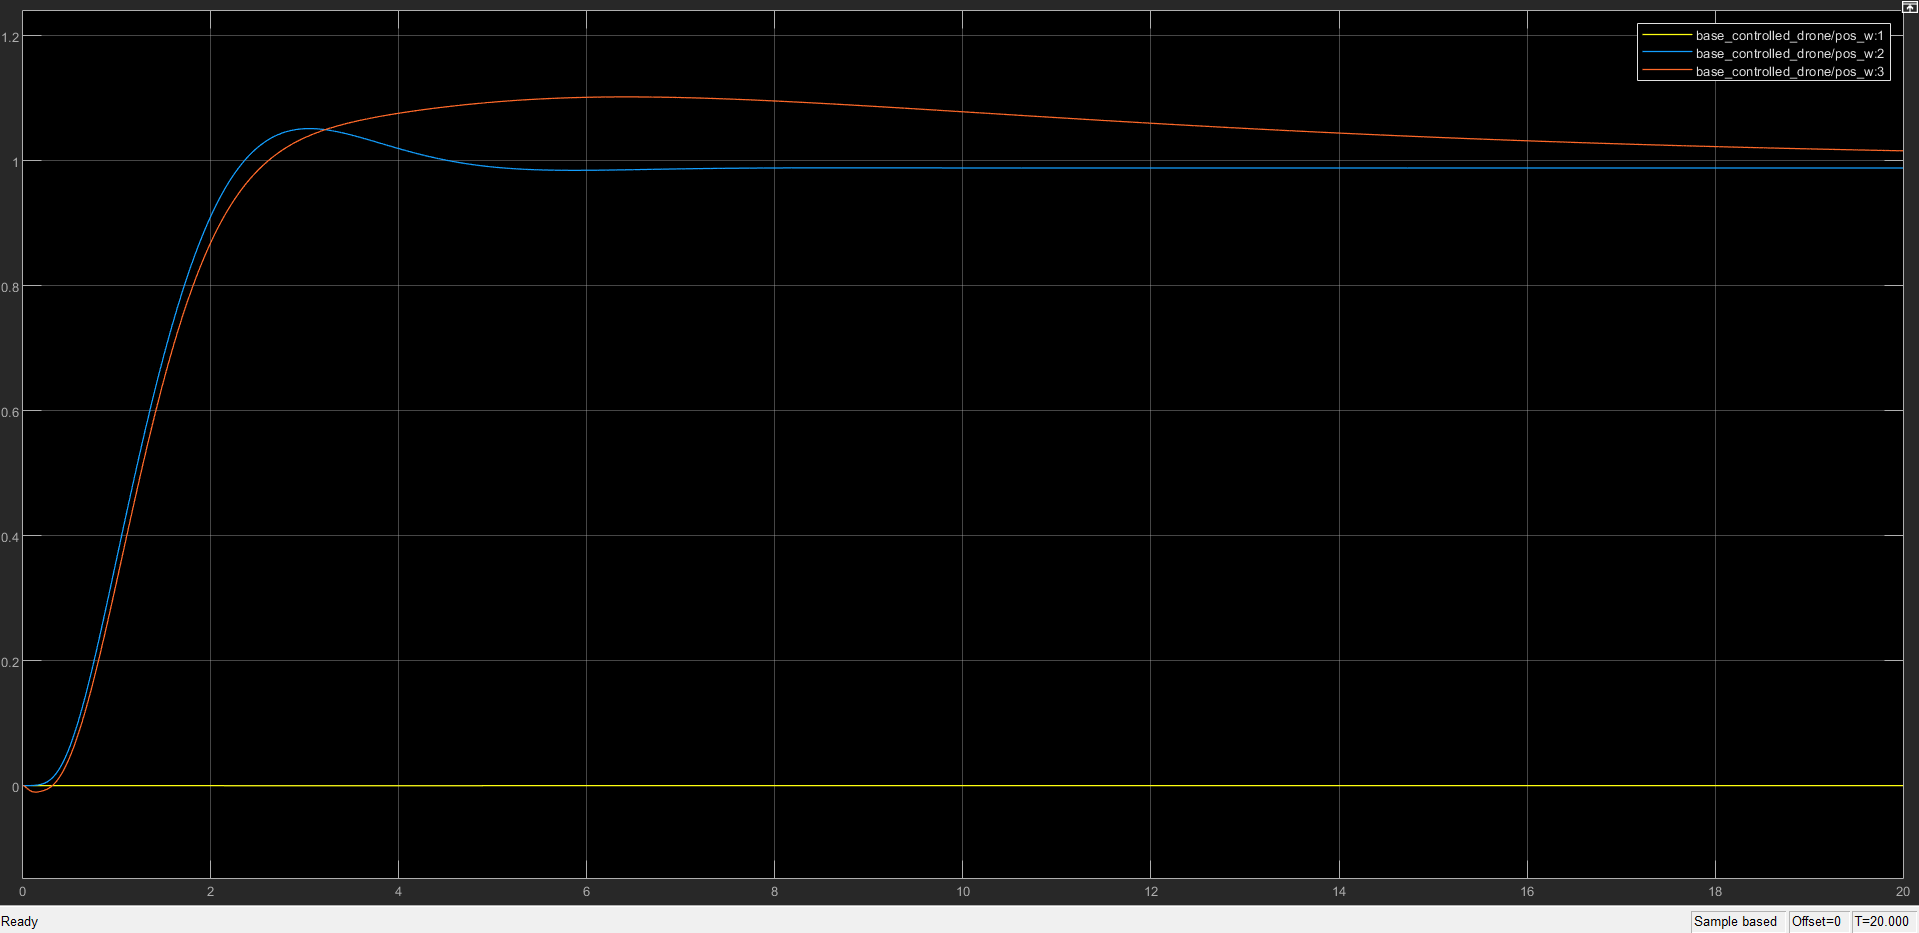 base_controlled_drone/pos_w:1
base_controlled_drone/pos_w:2
base_controlled_drone/pos_w:3
1.2
1
0.8
0.6
0.4
0.2
0
0 2 4 6 8 10 12 14 16 18 20
Ready Sample based Offset=0 T=20.000